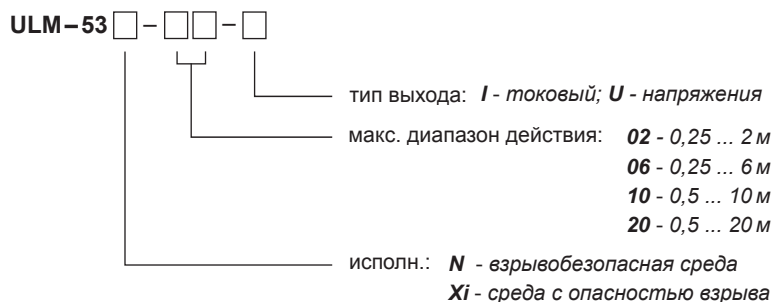 ULM – 53 □ – □□ – □
тип выхода: I - токовый; U - напряжения
макс. диапазон действия: 02 - 0,25 ... 2 м
06 - 0,25 ... 6 м
10 - 0,5 ... 10 м
20 - 0,5 ... 20 м
исполн.: N - взрывобезопасная среда
Xi - среда с опасностью взрыва